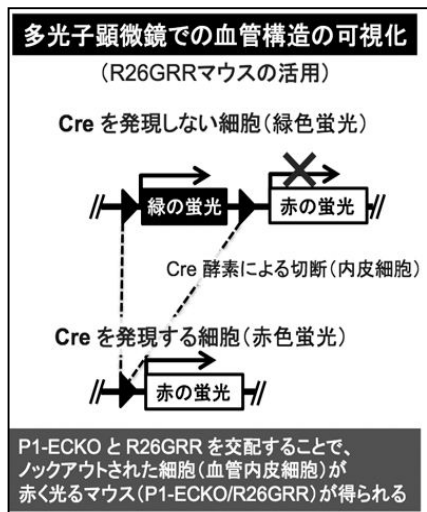 多光子顕微鏡での血管構造の可視化
(R26GRRマウスの活用)
Cre を発現しない細胞(緑色蛍光)
緑の蛍光
赤の蛍光
Cre 酵素による切断(内皮細胞)
Cre を発現する細胞(赤色蛍光)
赤の蛍光
P1-ECKO と R26GRR を交配することで、
ノックアウトされた細胞(血管内皮細胞)が
赤く光るマウス(P1-ECKO/R26GRR)が得られる